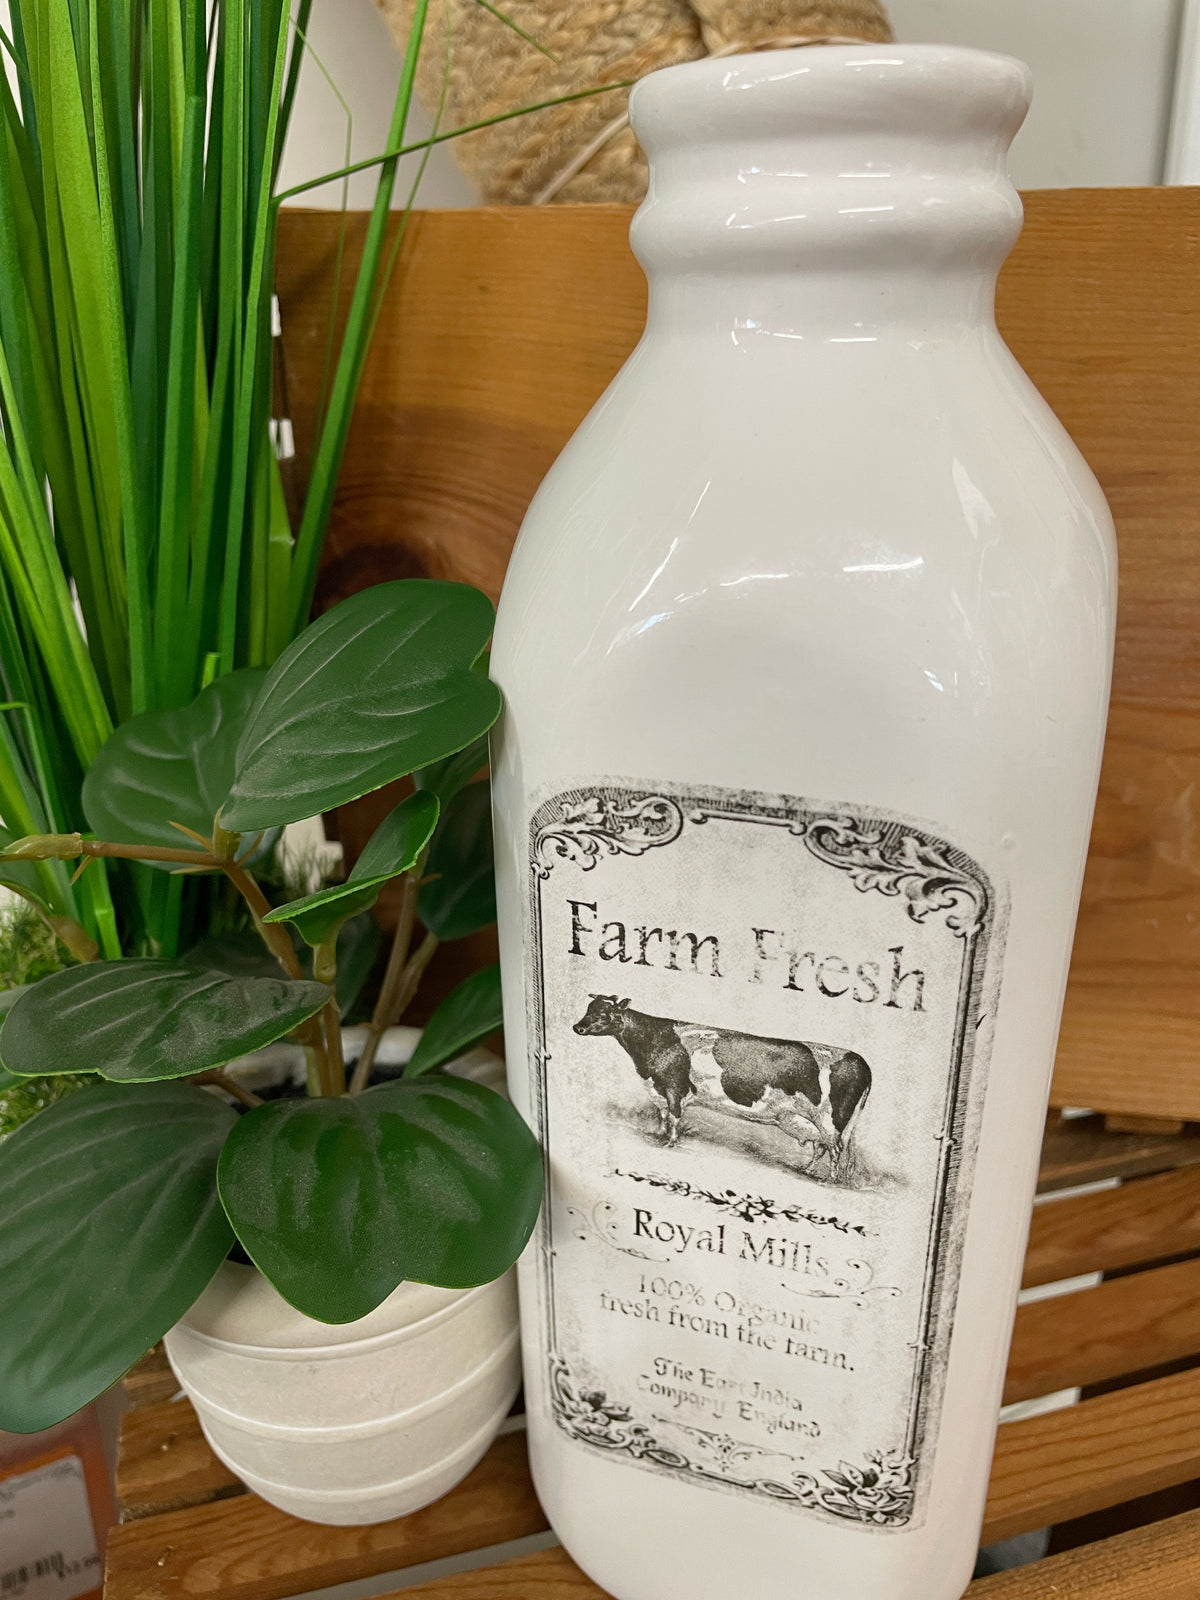 Farm Fresh
Royal Mills
100% Organic
fresh from the farm.
The East India
Company England